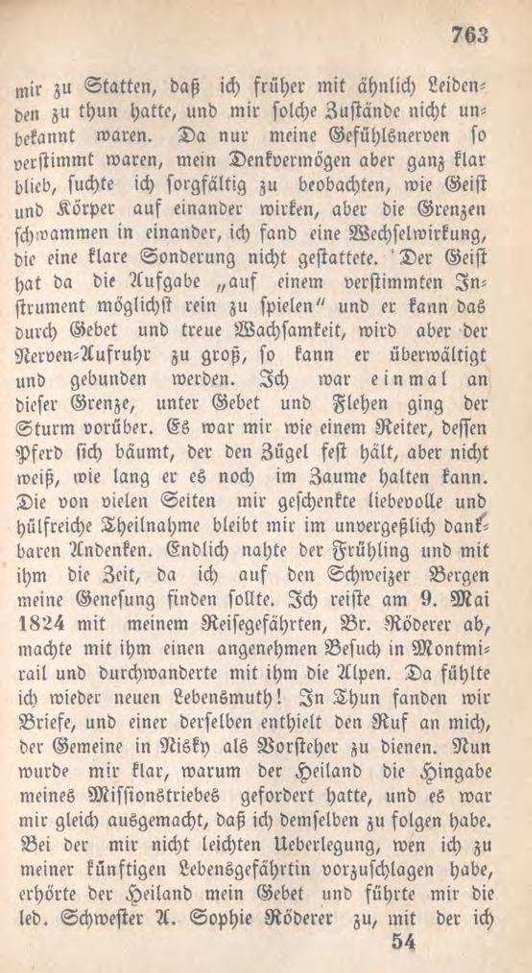 763
mir zu Statten, daß ich früher mit ähnlich Leiden-
den zu thun hatte, und mir solche Zustände nicht un-
bekannt waren. Da nur meine Gefühlsnerven so
verstimmt waren, mein Denkvermögen aber ganz klar
blieb, suchte ich sorgfältig zu beobachten, wie Geist
und Körper auf einander wirken, aber die Grenzen
schwammen in einander, ich fand eine Wechselwirkung,
die eine klare Sonderung nicht gestattete. Der Geist
hat da die Aufgabe „auf einem verstimmten In-
strument möglichst rein zu spielen“ und er kann das
durch Gebet und treue Wachsamkeit, wird aber der
Nerven-Aufruhr zu groß, so kann er überwältigt
und gebunden werden. Ich war einmal an
dieser Grenze, unter Gebet und Flehen ging der
Sturm vorüber. Es war mir wie einem Reiter, dessen
Pferd sich bäumt, der den Zügel fest hält, aber nicht
weiß, wie lang er es noch im Zaume halten kann.
Die von vielen Seiten mir geschenkte liebevolle und
hülfreiche Theilnahme bleibt mir im unvergeßlich dank-
baren Andenken. Endlich nahte der Frühling und mit
ihm die Zeit, da ich auf den Schweizer Bergen
meine Genesung finden sollte. Ich reiste am 9. Mai
1824 mit meinem Reisegefährten, Br. Röderer ab,
machte mit ihm einen angenehmen Besuch in Montmi-
rail und durchwanderte mit ihm die Alpen. Da fühlte
ich wieder neuen Lebensmuth! In Thun fanden wir
Briefe, und einer derselben enthielt den Ruf an mich,
der Gemeine in Nisky als Vorsteher zu dienen. Nun
wurde mir klar, warum der Heiland die Hingabe
meines Missionstriebes gefordert hatte, und es war
mir gleich ausgemacht, daß ich demselben zu folgen habe.
Bei der mir nicht leichten Ueberlegung, wen ich zu
meiner künftigen Lebensgefährtin vorzuschlagen habe,
erhörte der Heiland mein Gebet und führte mir die
led. Schwester A. Sophie Röderer zu, mit der ich
54